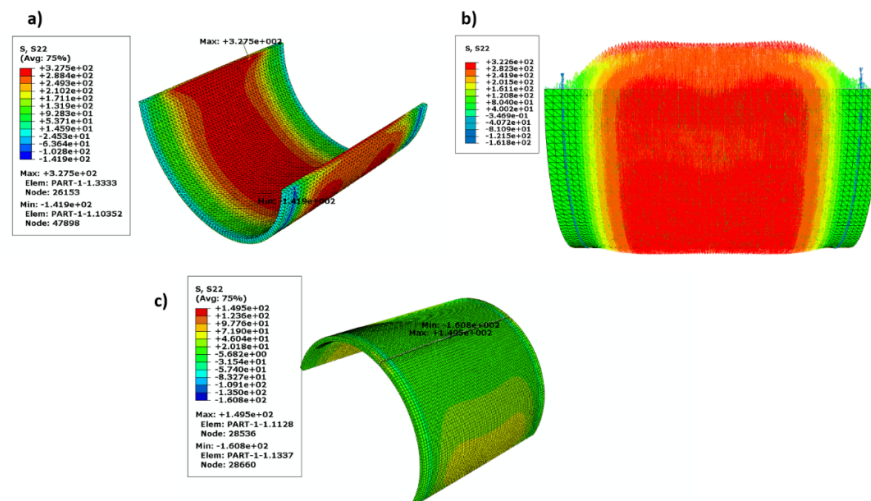 a)
S, S22
(Avg: 75%)
+3.275e+02
+2.884e+02
+2.493e+02
+2.102e+02
+1.711e+02
+1.319e+02
+9.283e+01
+5.371e+01
+1.459e+01
-2.453e+01
-6.364e+01
-1.028e+02
-1.419e+02
Max: +3.275e+02
Elem: PART-1-1.3333
Node: 26153
Min: -1.419e+02
Elem: PART-1-1.10352
Node: 47898
Max: +3.275e+002
Min: -1.419e+002
b)
S, S22
+3.226e+02
+2.823e+02
+2.419e+02
+2.015e+02
+1.611e+02
+1.208e+02
+8.040e+01
+4.002e+01
-3.469e-01
-4.072e+01
-8.109e+01
-1.215e+02
-1.618e+02
c)
S, S22
(Avg: 75%)
+1.495e+02
+1.236e+02
+9.776e+01
+7.190e+01
+4.604e+01
+2.018e+01
-5.682e+00
-3.154e+01
-5.740e+01
-8.327e+01
-1.091e+02
-1.350e+02
-1.608e+02
Max: +1.495e+02
Elem: PART-1-1.1128
Node: 28536
Min: -1.608e+02
Elem: PART-1-1.1337
Node: 28660
Min: -1.608e+002
Max: +1.495e+002